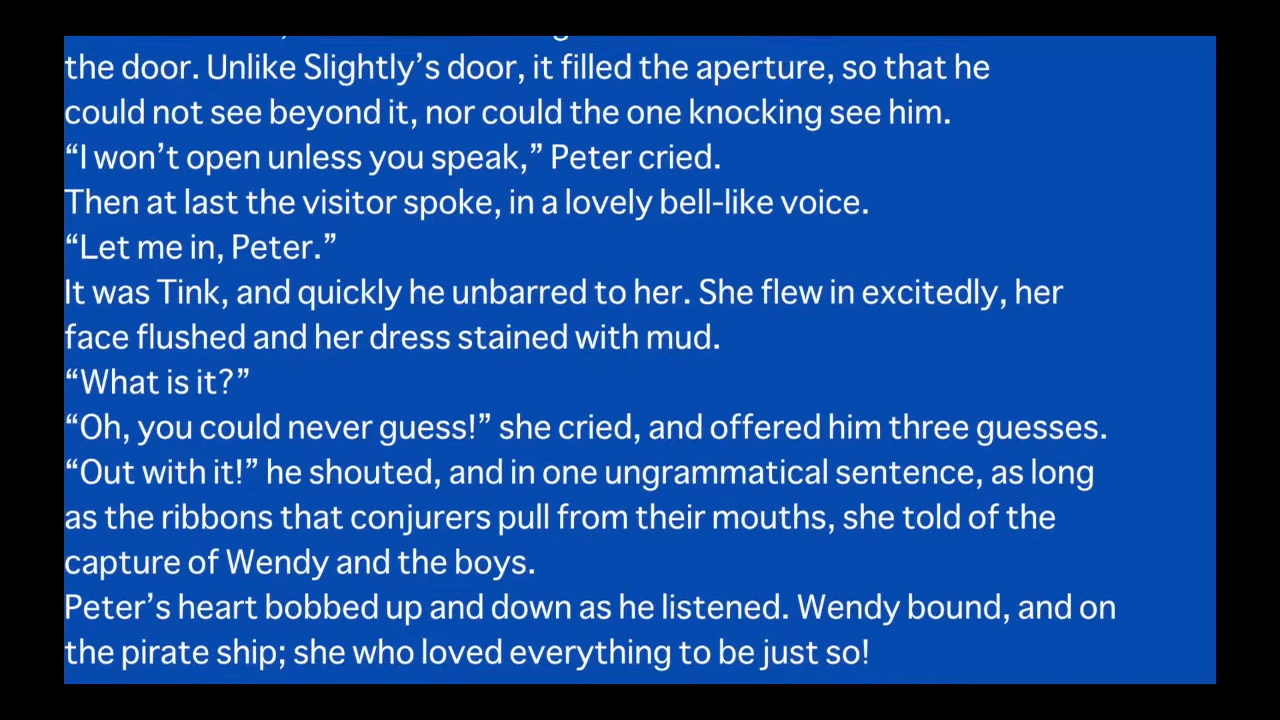 the door. Unlike Slightly’s door, it filled the aperture, so that he
could not see beyond it, nor could the one knocking see him.
“I won’t open unless you speak,” Peter cried.
Then at last the visitor spoke, in a lovely bell-like voice.
“Let me in, Peter.”
It was Tink, and quickly he unbarred to her. She flew in excitedly, her
face flushed and her dress stained with mud.
“What is it?”
“Oh, you could never guess!” she cried, and offered him three guesses.
“Out with it!” he shouted, and in one ungrammatical sentence, as long
as the ribbons that conjurers pull from their mouths, she told of the
capture of Wendy and the boys.
Peter’s heart bobbed up and down as he listened. Wendy bound, and on
the pirate ship; she who loved everything to be just so!